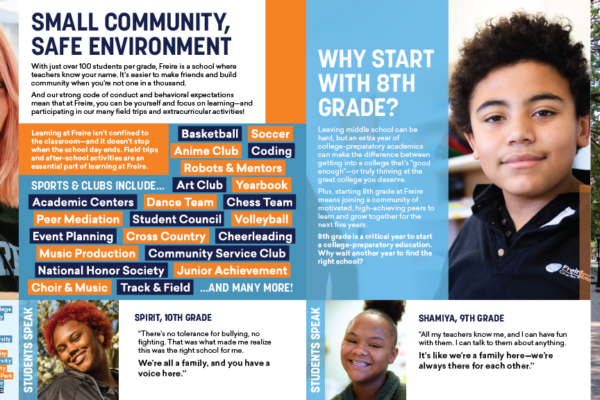 SMALL COMMUNITY,
SAFE ENVIRONMENT
With just over 100 students per grade, Freire is a school where
teachers know your name. It's easier to make friends and build
community when you're not one in a thousand.
And our strong code of conduct and behavioral expectations
mean that at Freire, you can be yourself and focus on learning—and
participating in our many field trips and extracurricular activities!
Learning at Freire isn't confined to
the classroom—and it doesn't stop
when the school day ends. Field trips
and after-school activities are an
essential part of learning at Freire.
SPORTS & CLUBS INCLUDE...
Basketball Soccer
Anime Club Coding
Robots & Mentors
Art Club Yearbook
Academic Centers Dance Team Chess Team
Peer Mediation Student Council Volleyball
Event Planning Cross Country Cheerleading
Music Production Community Service Club
National Honor Society Junior Achievement
Choir & Music Track & Field ...AND MANY MORE!
WHY START
WITH 8TH
GRADE?
Leaving middle school can be
hard, but an extra year of
college-preparatory academics
can make the difference between
getting into a college that's "good
enough"—or truly thriving at the
great college you deserve.
Plus, starting 8th grade at Freire
means joining a community of
motivated, high-achieving peers to
learn and grow together for the
next five years.
8th grade is a critical year to start
a college-preparatory education.
Why wait another year to find the
right school?
Freire
STUDENTS SPEAK
SPIRIT, 10TH GRADE
"There's no tolerance for bullying, no
fighting. That was what made me realize
this was the right school for me.
We're all a family, and you have a
voice here."
STUDENTS SPEAK
SHAMIYA, 9TH GRADE
"All my teachers know me, and I can have fun
with them. I can talk to them about anything.
It's like we're a family here—we're
always there for each other."